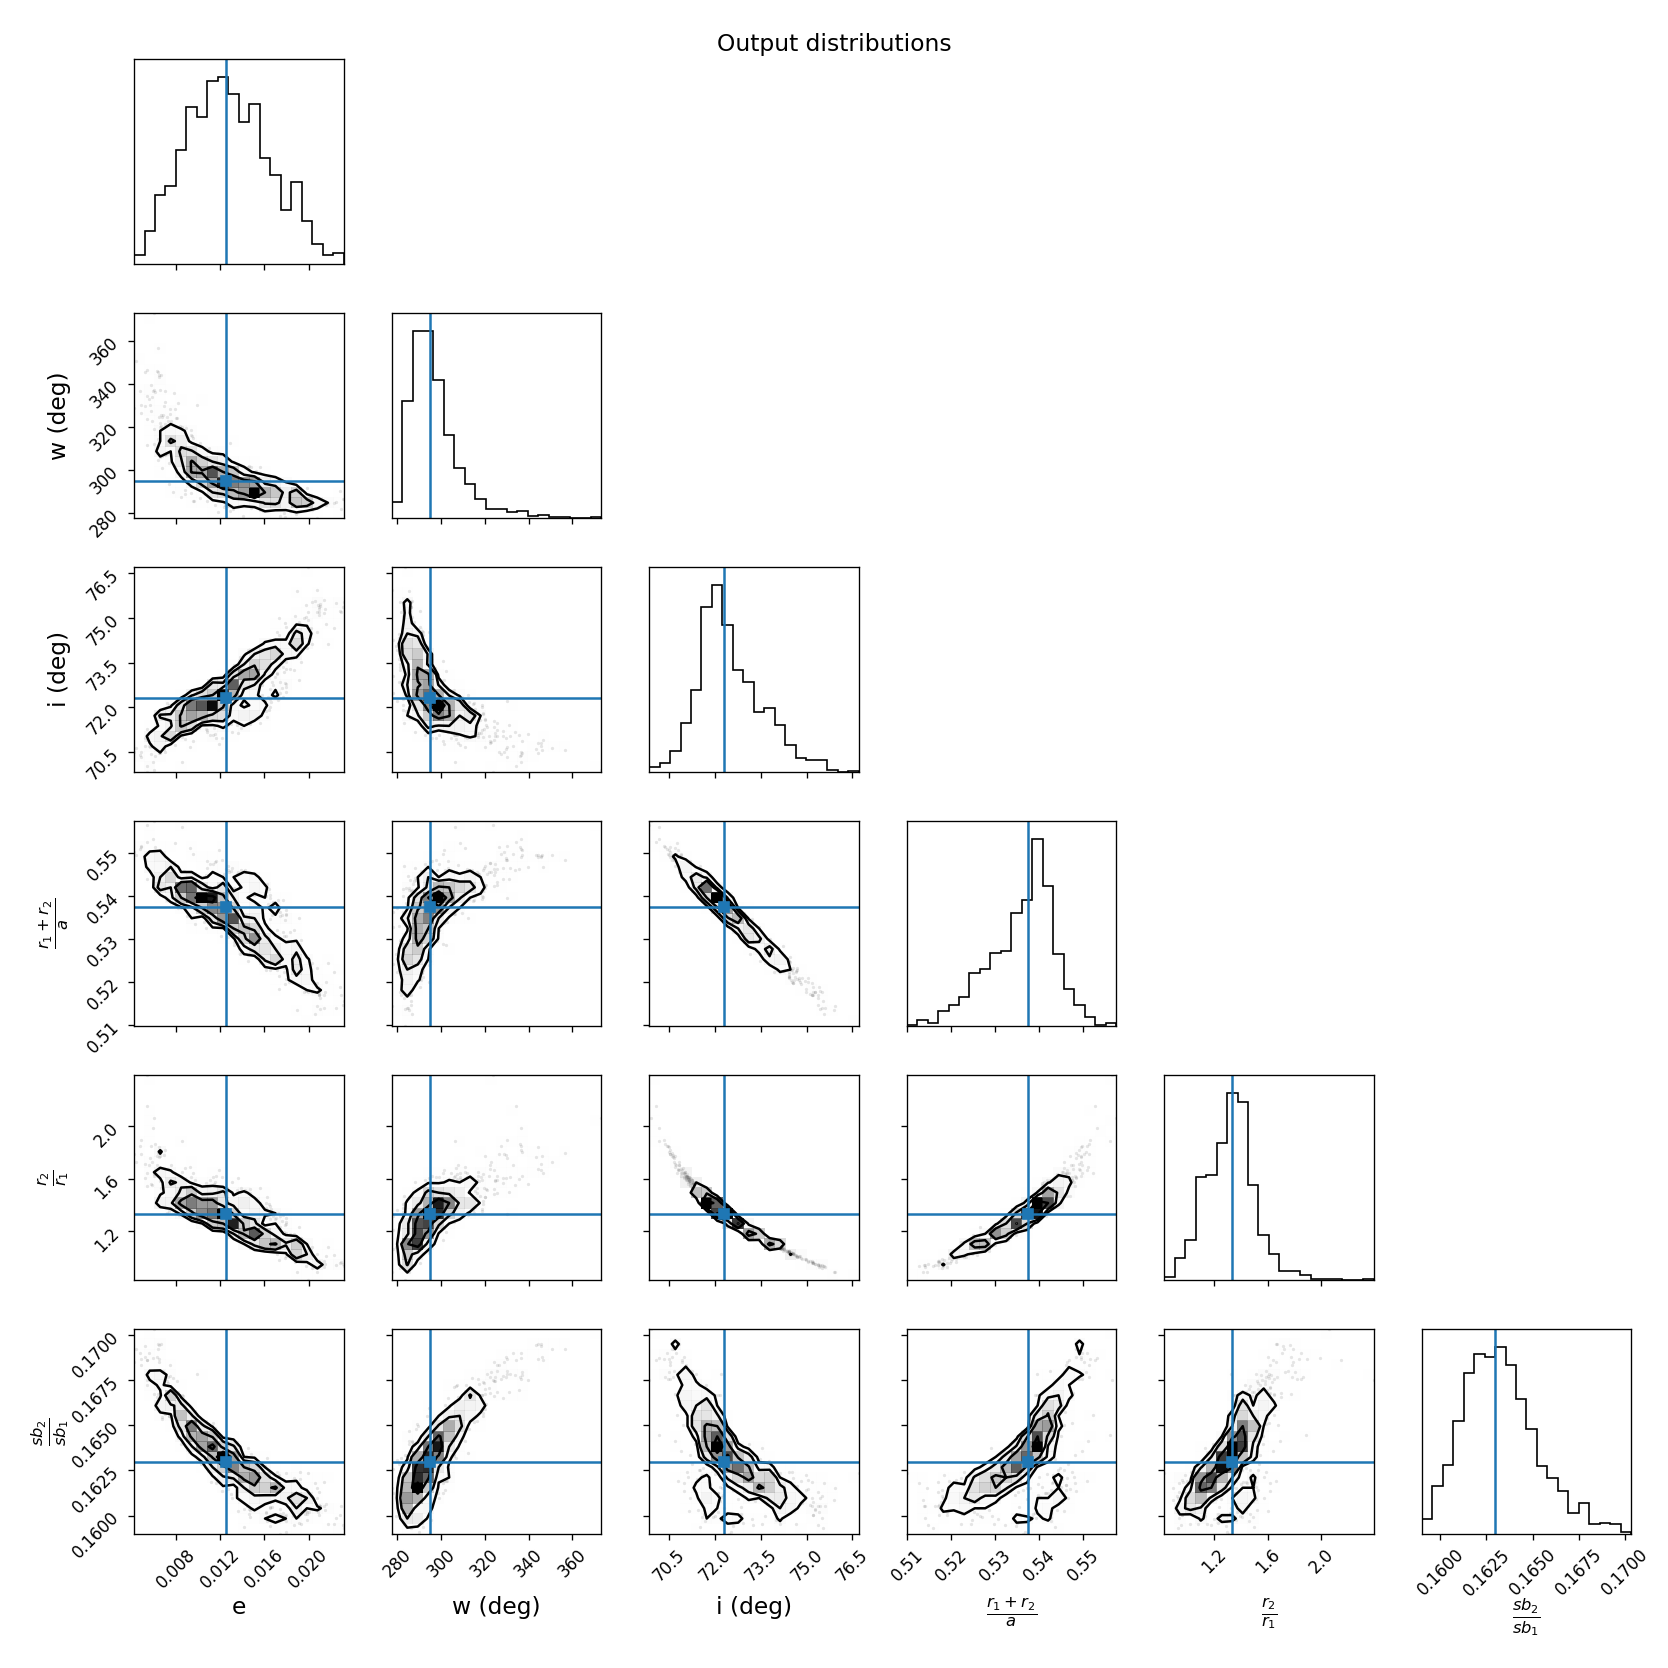 Output distributions
w (deg)
360
340
320
300
280
i (deg)
76.5
75.0
73.5
72.0
70.5
r₁ + r₂
a
0.55
0.54
0.53
0.52
0.51
r₂
r₁
2.0
1.6
1.2
sb₂
sb₁
0.1700
0.1675
0.1650
0.1625
0.1600
0.008 0.012 0.016 0.020 280 300 320 340 360 70.5 72.0 73.5 75.0 76.5 0.51 0.52 0.53 0.54 0.55 1.2 1.6 2.0 0.1600 0.1625 0.1650 0.1675 0.1700
e w (deg) i (deg)
r₁ + r₂
a
r₂
r₁
sb₂
sb₁